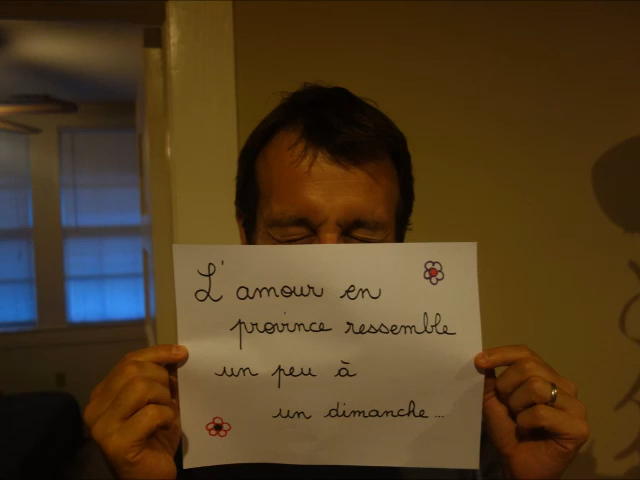 L'amour en
province ressemble
un peu à
un dimanche...